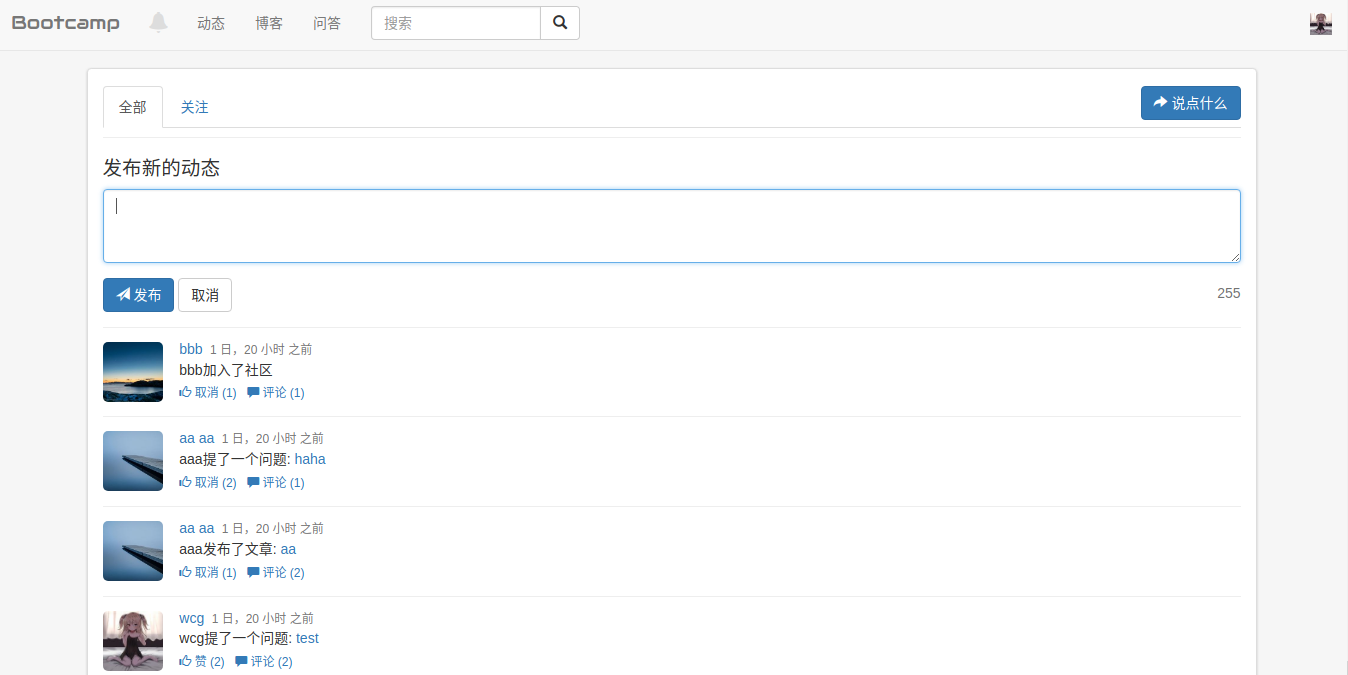 Bootcamp 动态 博客 问答 搜索
全部 关注 说点什么
发布新的动态
发布 取消 255
bbb 1 日，20 小时 之前
bbb加入了社区
取消 (1) 评论 (1)
aa aa 1 日，20 小时 之前
aaa提了一个问题: haha
取消 (2) 评论 (1)
aa aa 1 日，20 小时 之前
aaa发布了文章: aa
取消 (1) 评论 (2)
wcg 1 日，20 小时 之前
wcg提了一个问题: test
赞 (2) 评论 (2)